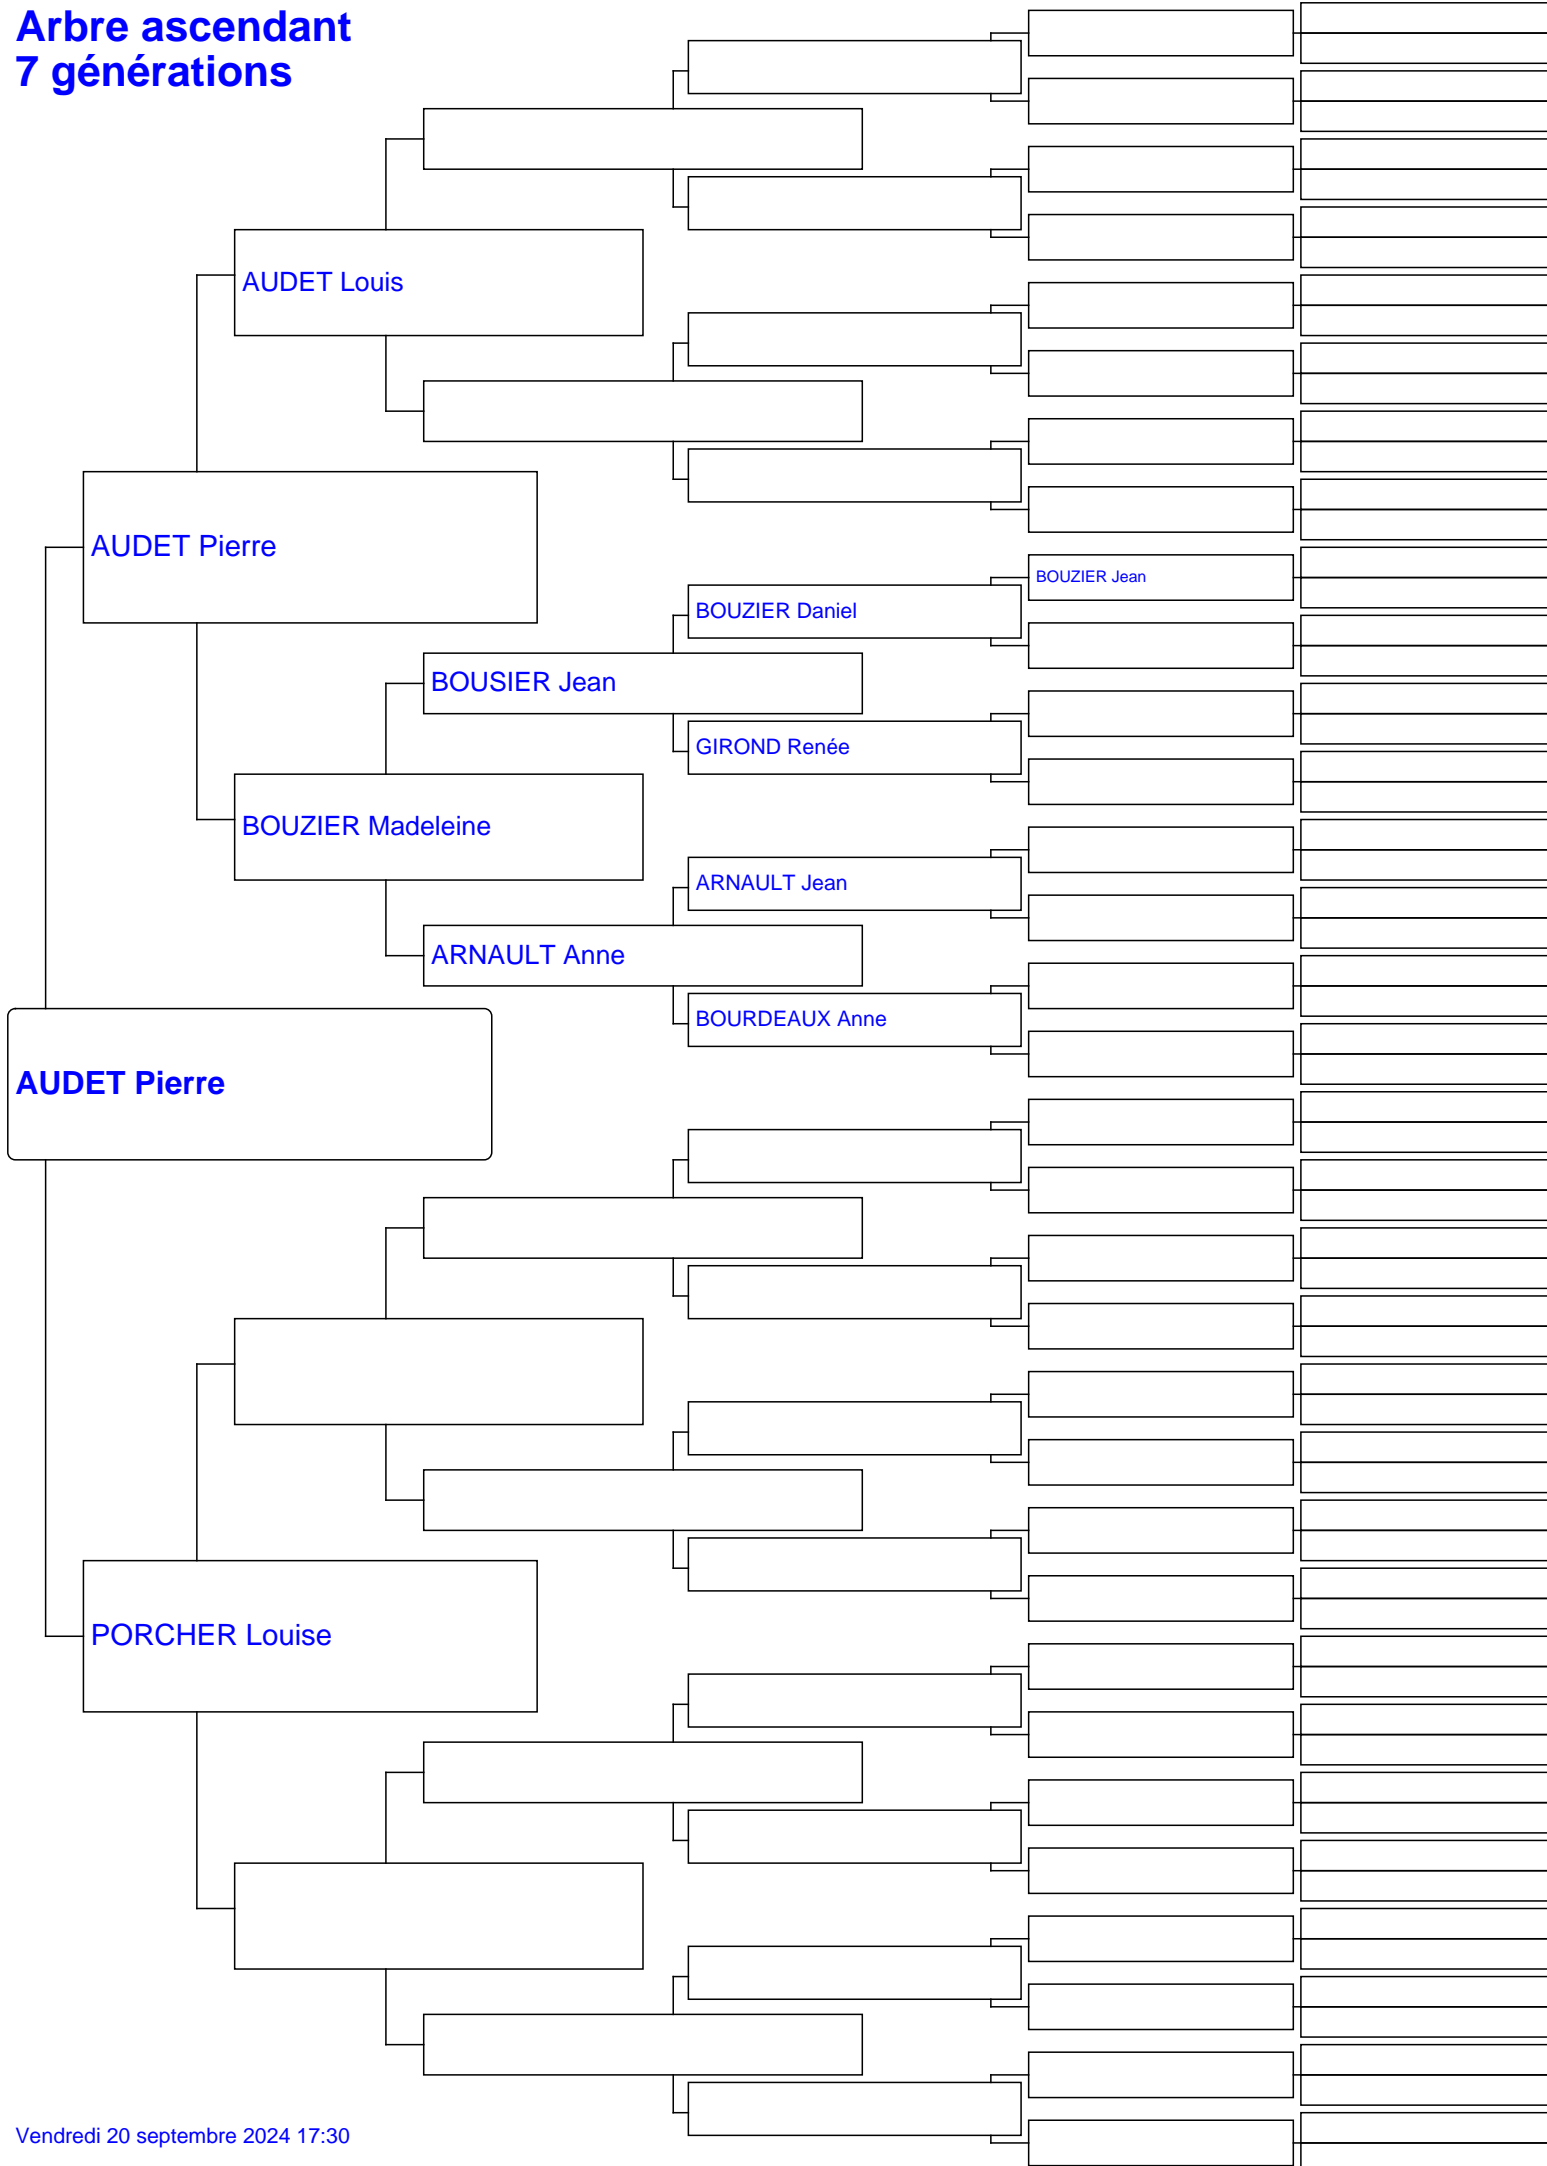 Arbre ascendant
7 générations
AUDET Louis
AUDET Pierre
BOUZIER Jean
BOUZIER Daniel
BOUSIER Jean
GIROND Renée
BOUZIER Madeleine
ARNAULT Jean
ARNAULT Anne
BOURDEAUX Anne
AUDET Pierre
PORCHER Louise
Vendredi 20 septembre 2024 17:30